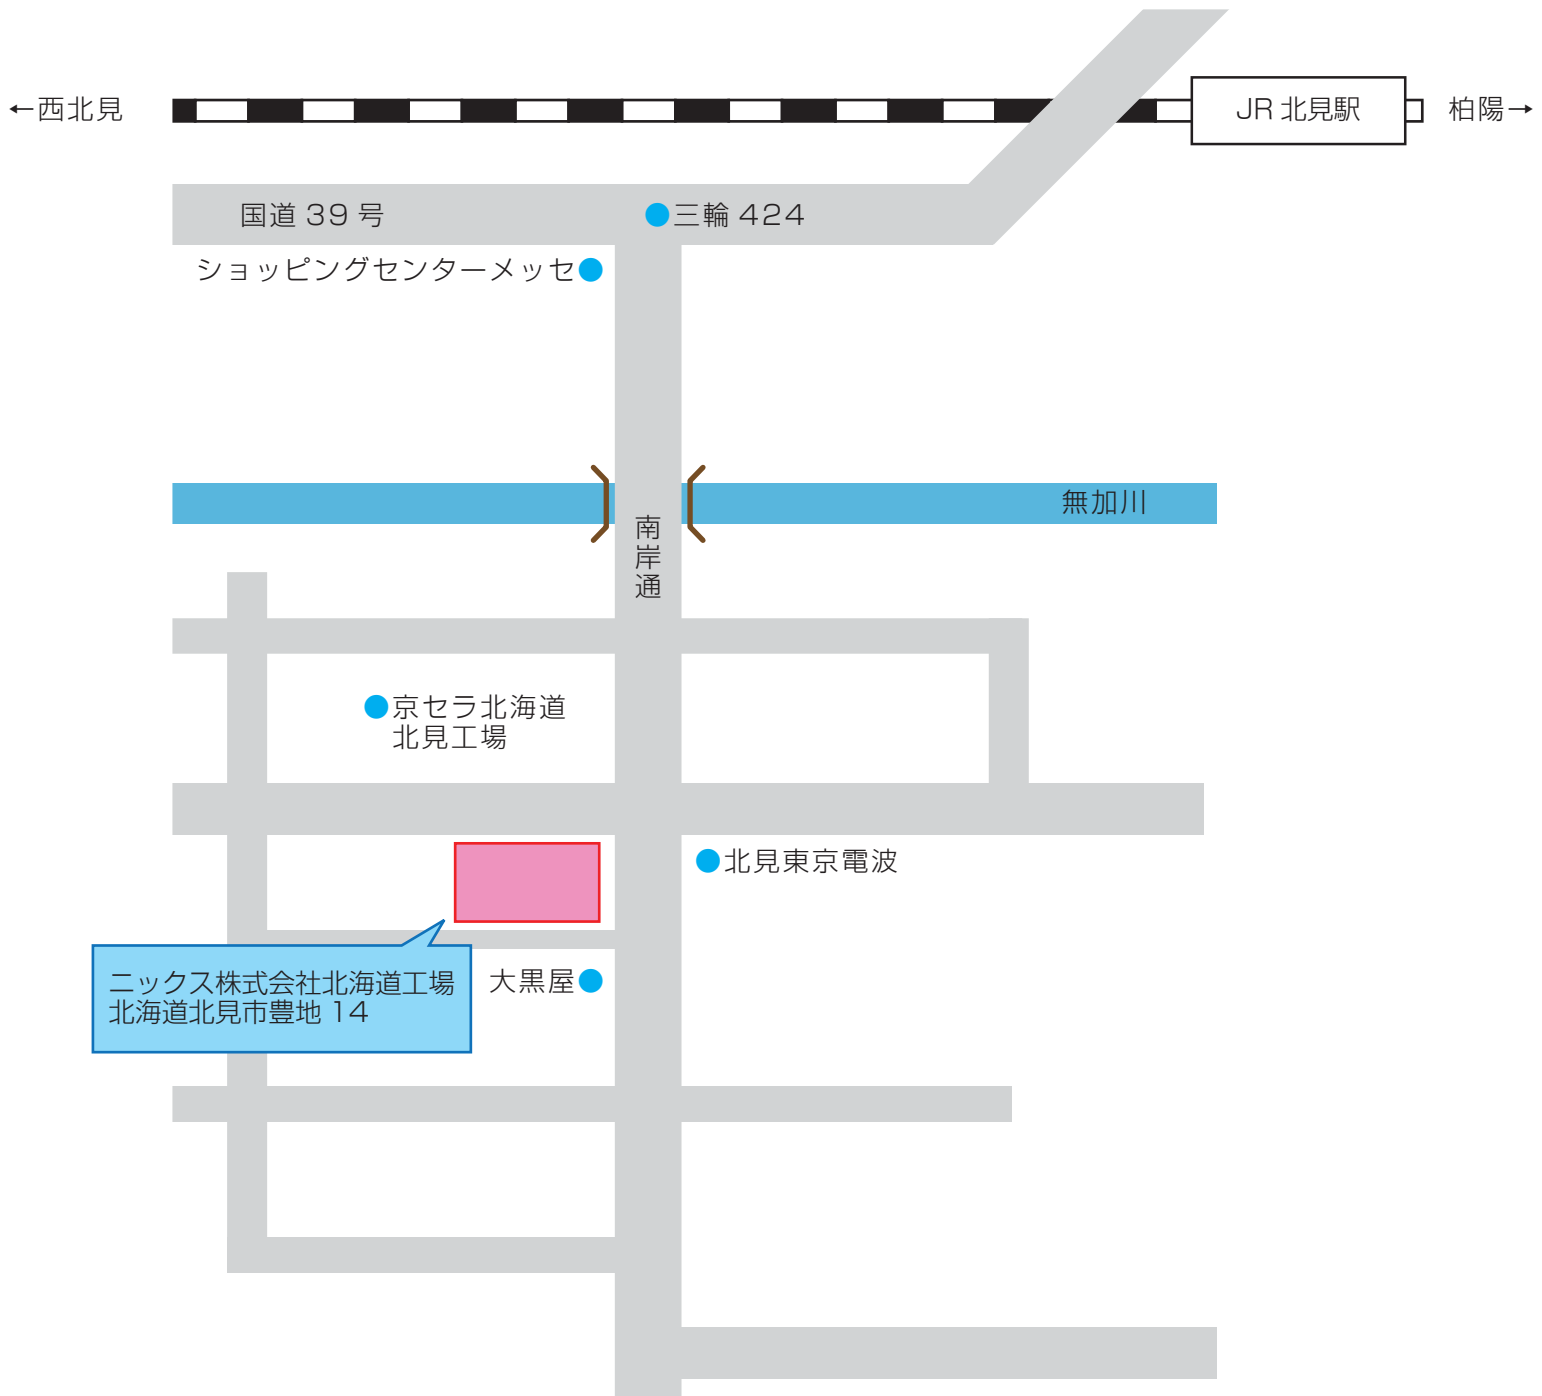 ←西北見
JR 北見駅
柏陽→
国道 39 号
三輪 424
ショッピングセンターメッセ
無加川
南岸通
京セラ北海道
北見工場
北見東京電波
ニックス株式会社北海道工場
北海道北見市豊地 14
大黒屋